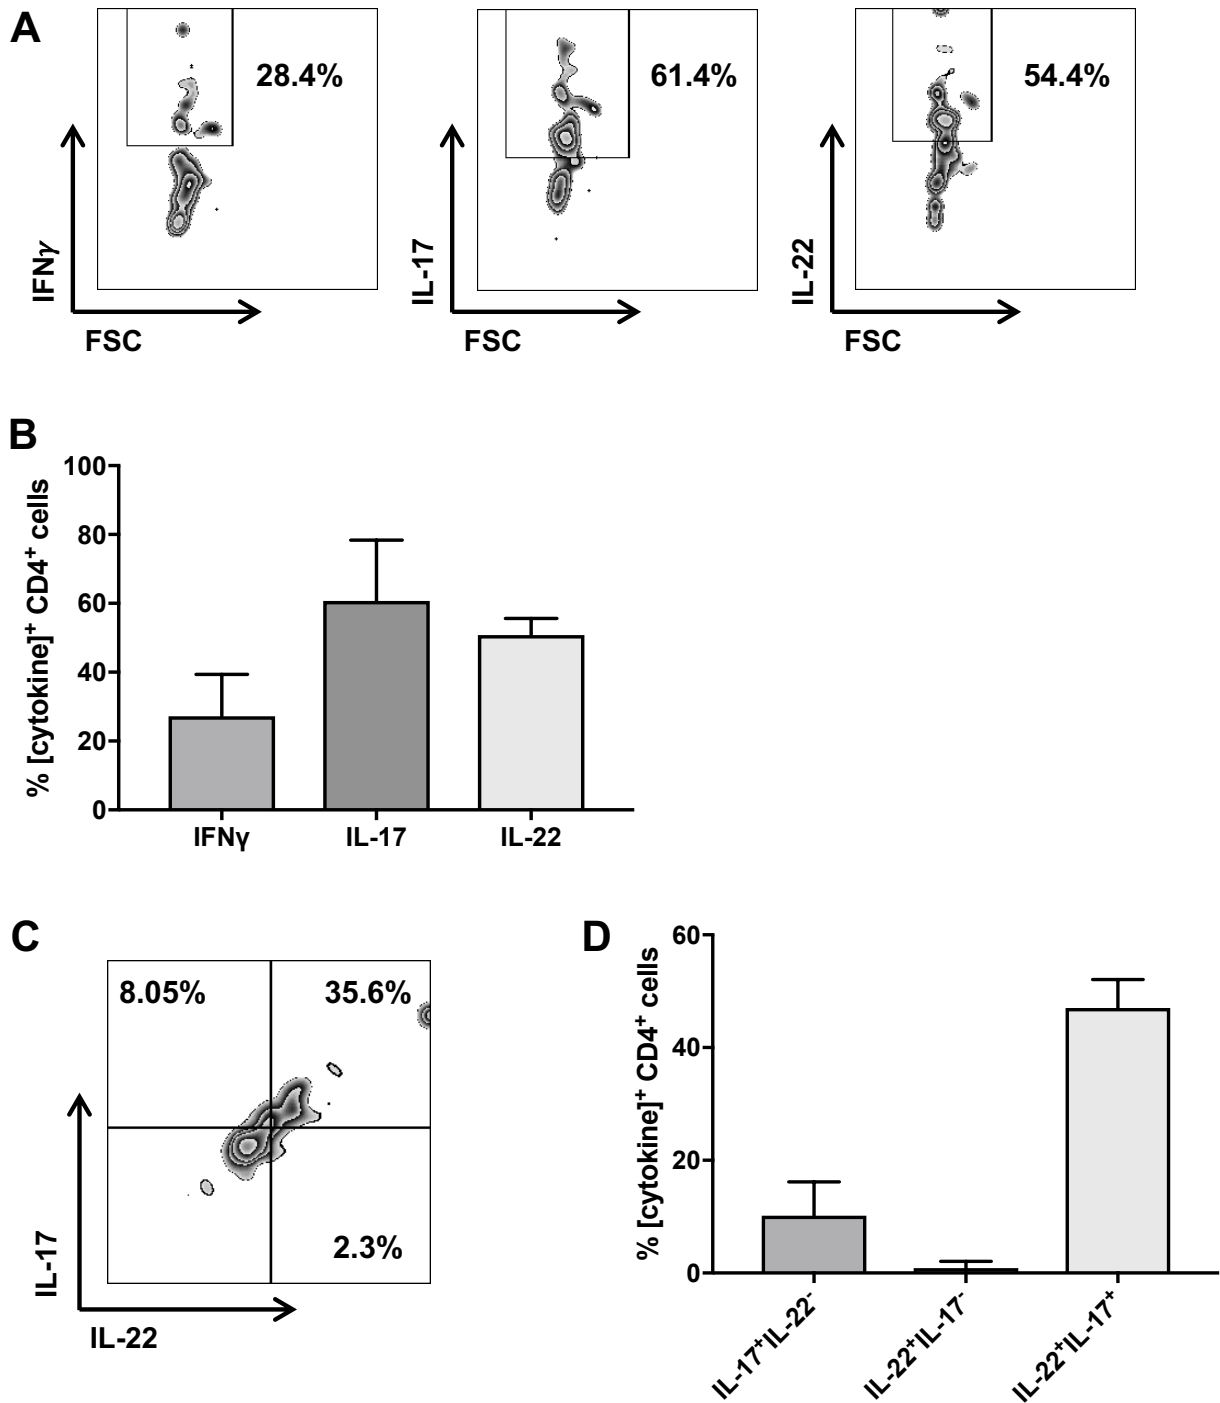 A
28.4%
61.4%
54.4%
IFNγ
IL-17
IL-22
FSC
FSC
FSC
B
% [cytokine]⁺ CD4⁺ cells
100
80
60
40
20
0
IFNγ
IL-17
IL-22
C
8.05%
35.6%
2.3%
IL-17
IL-22
D
% [cytokine]⁺ CD4⁺ cells
60
40
20
0
IL-17⁺IL-22⁻
IL-22⁺IL-17⁻
IL-22⁺IL-17⁺